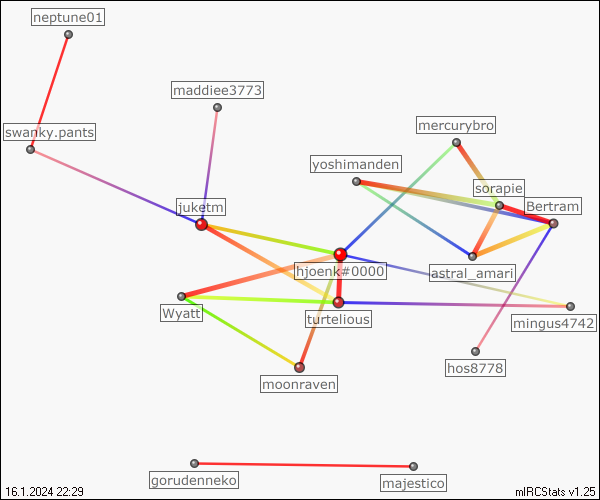 neptune01
maddiee3773
mercurybro
swanky.pants
yoshimanden
sorapie
juketm
Bertram
hjoenk#0000
astral_amari
Wyatt
turtelious
mingus4742
hos8778
moonraven
gorudenneko
majestico
16.1.2024 22:29
mIRCStats v1.25